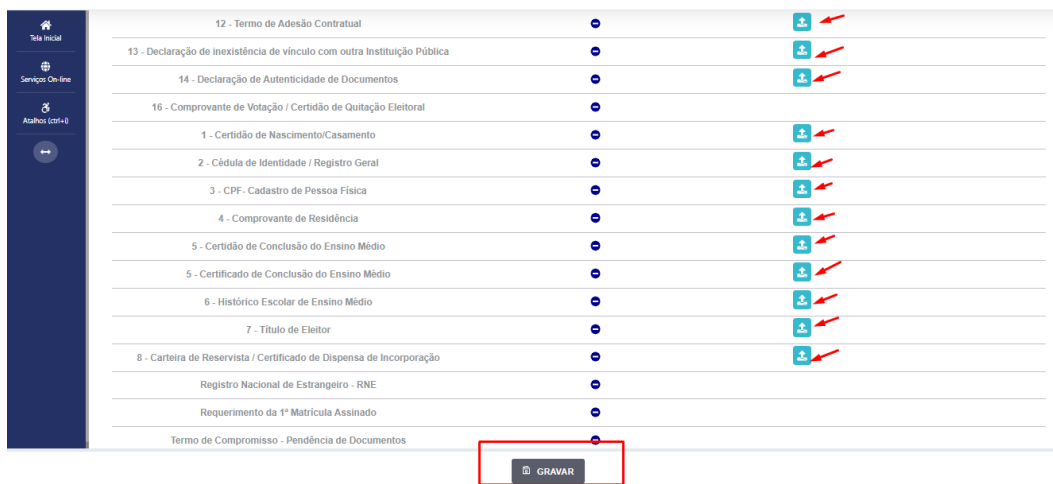 Tela Inicial
Serviços On-line
Atalhos (ctrl+i)
12 - Termo de Adesão Contratual
13 - Declaração de inexistência de vínculo com outra Instituição Pública
14 - Declaração de Autenticidade de Documentos
16 - Comprovante de Votação / Certidão de Quitação Eleitoral
1 - Certidão de Nascimento/Casamento
2 - Cédula de Identidade / Registro Geral
3 - CPF- Cadastro de Pessoa Física
4 - Comprovante de Residência
5 - Certidão de Conclusão do Ensino Médio
5 - Certificado de Conclusão do Ensino Médio
6 - Histórico Escolar de Ensino Médio
7 - Título de Eleitor
8 - Carteira de Reservista / Certificado de Dispensa de Incorporação
Registro Nacional de Estrangeiro - RNE
Requerimento da 1ª Matrícula Assinado
Termo de Compromisso - Pendência de Documentos
GRAVAR